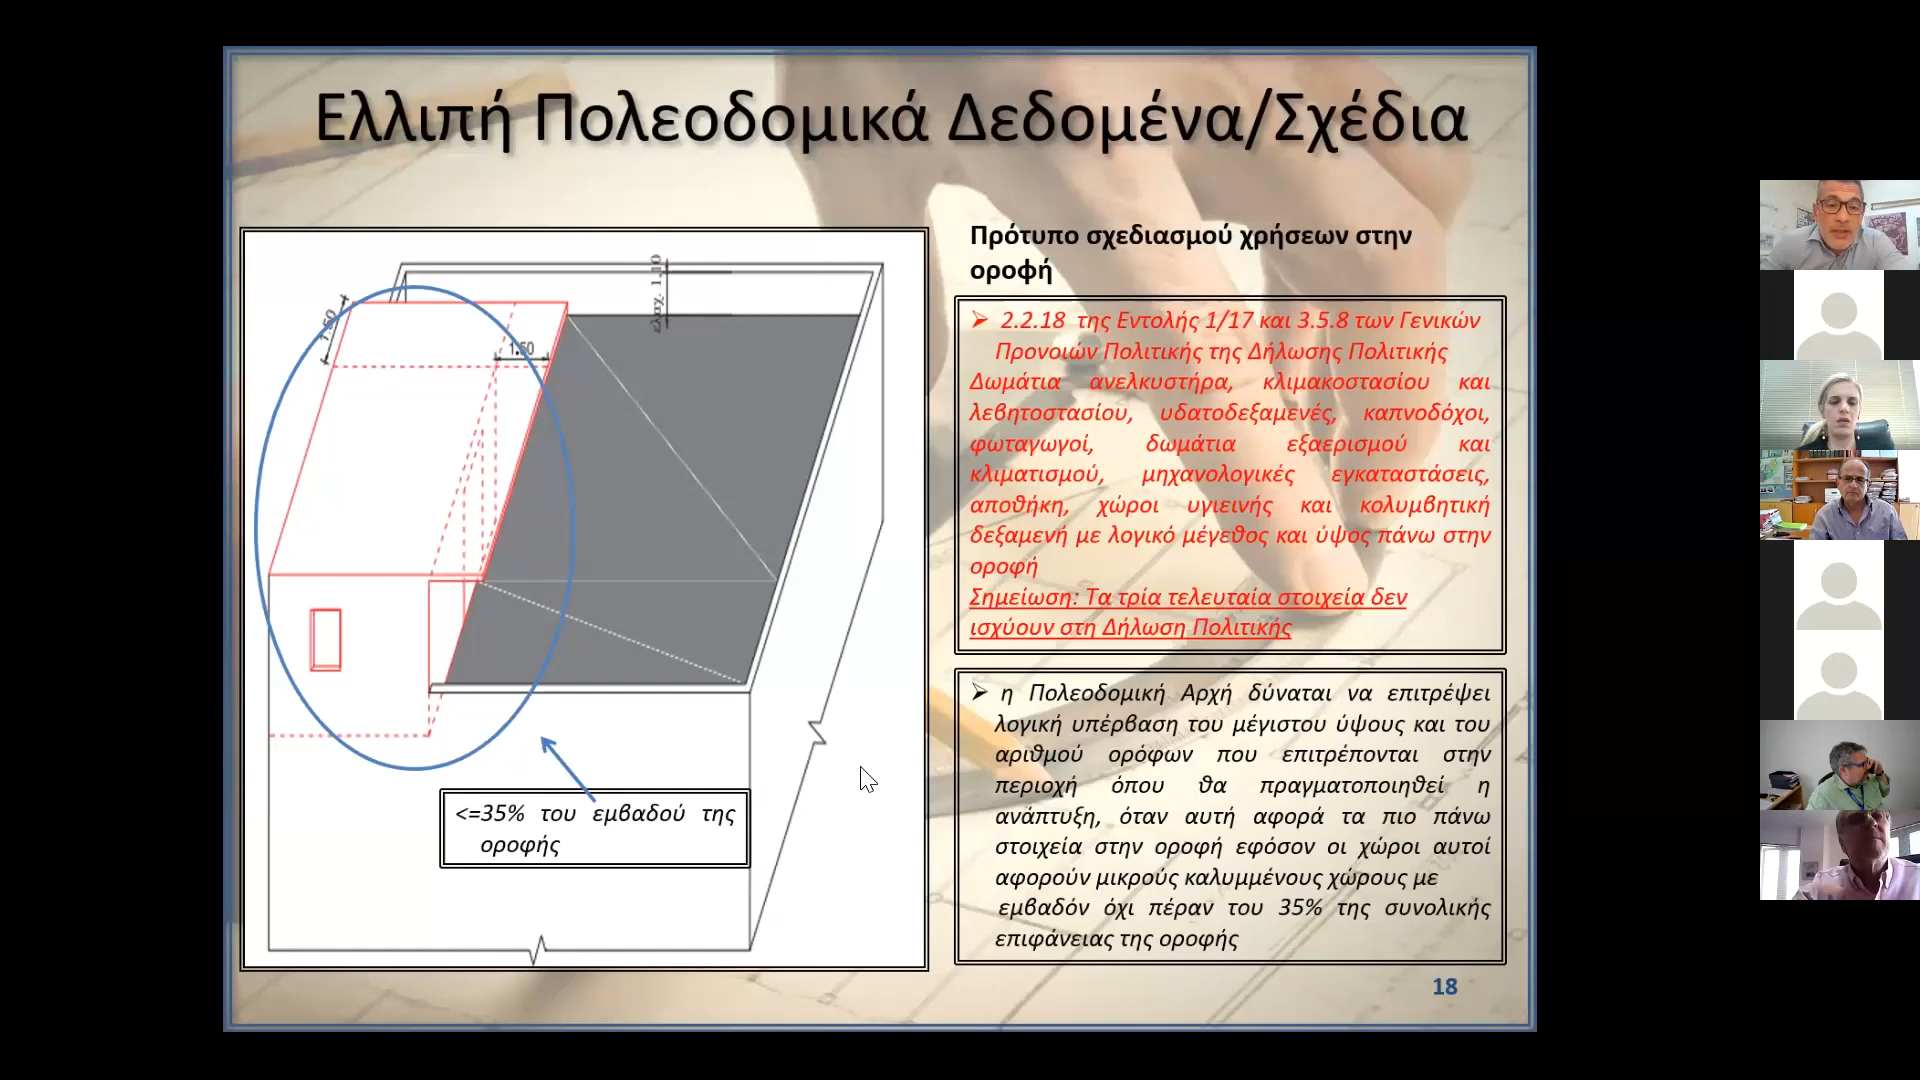 Ελλιπή Πολεοδομικά Δεδομένα/Σχέδια
ελαχ. 1.10
1.50
1.50
<=35% του εμβαδού της
οροφής
Πρότυπο σχεδιασμού χρήσεων στην
οροφή
➢ 2.2.18 της Εντολής 1/17 και 3.5.8 των Γενικών
Προνοιών Πολιτικής της Δήλωσης Πολιτικής
Δωμάτια ανελκυστήρα, κλιμακοστασίου και
λεβητοστασίου, υδατοδεξαμενές, καπνοδόχοι,
φωταγωγοί, δωμάτια εξαερισμού και
κλιματισμού, μηχανολογικές εγκαταστάσεις,
αποθήκη, χώροι υγιεινής και κολυμβητική
δεξαμενή με λογικό μέγεθος και ύψος πάνω στην
οροφή
Σημείωση: Τα τρία τελευταία στοιχεία δεν
ισχύουν στη Δήλωση Πολιτικής
➢ η Πολεοδομική Αρχή δύναται να επιτρέψει
λογική υπέρβαση του μέγιστου ύψους και του
αριθμού ορόφων που επιτρέπονται στην
περιοχή όπου θα πραγματοποιηθεί η
ανάπτυξη, όταν αυτή αφορά τα πιο πάνω
στοιχεία στην οροφή εφόσον οι χώροι αυτοί
αφορούν μικρούς καλυμμένους χώρους με
εμβαδόν όχι πέραν του 35% της συνολικής
επιφάνειας της οροφής
18